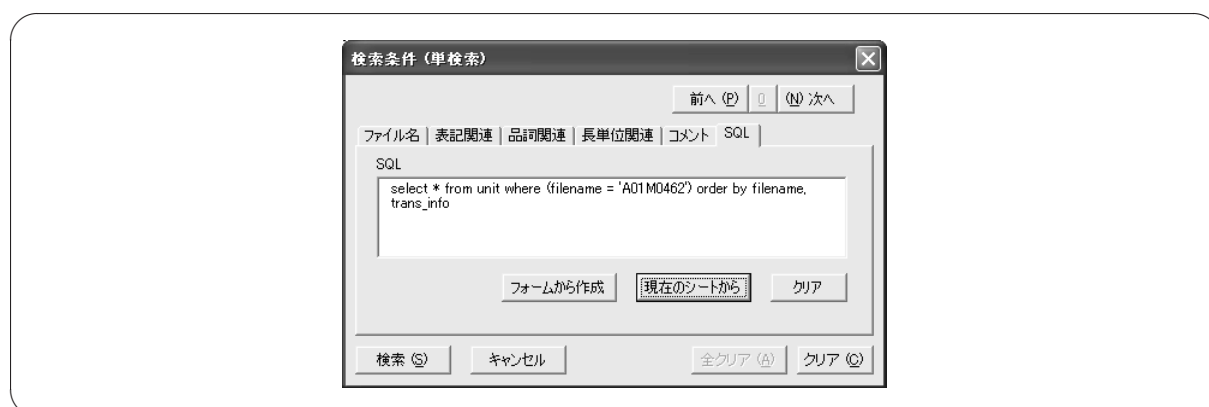 検索条件 (単検索)
前へ (P) 0 (N) 次へ
ファイル名 表記関連 品詞関連 長単位関連 コメント SQL
SQL
select * from unit where (filename = 'A01M0462') order by filename,
trans_info
フォームから作成 現在のシートから クリア
検索 (S) キャンセル 全クリア (A) クリア (C)